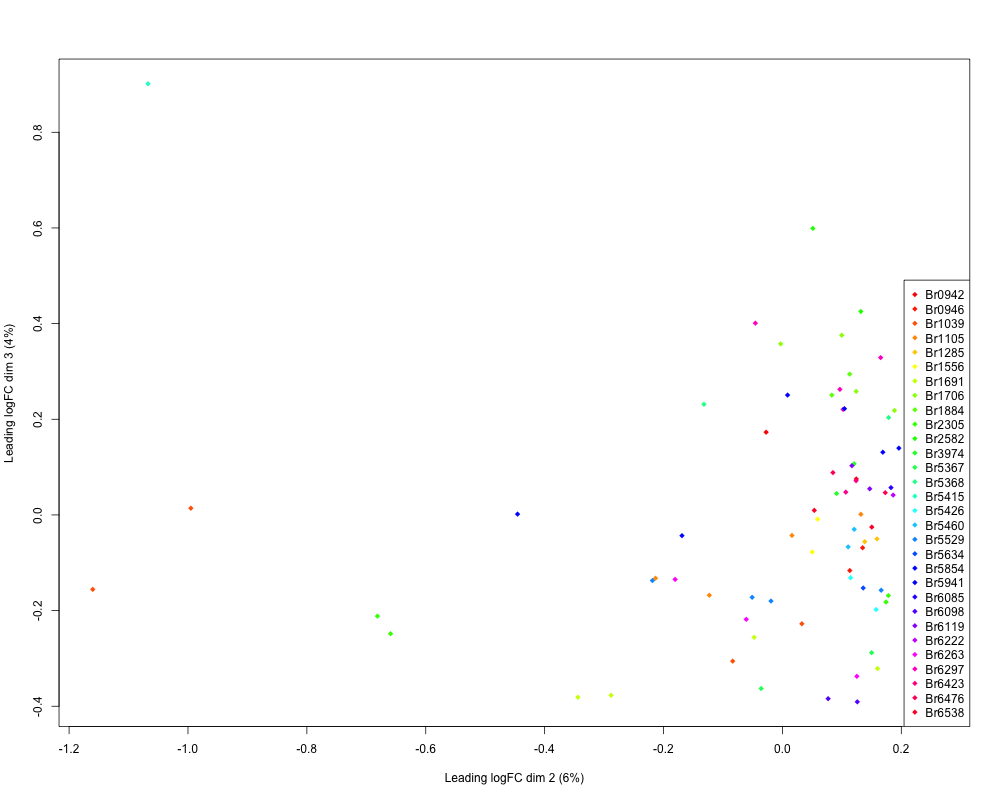 Leading logFC dim 3 (4%)
0.8
0.6
0.4
0.2
0.0
-0.2
-0.4
Br0942
Br0946
Br1039
Br1105
Br1285
Br1556
Br1691
Br1706
Br1884
Br2305
Br2582
Br3974
Br5367
Br5368
Br5415
Br5426
Br5460
Br5529
Br5634
Br5854
Br5941
Br6085
Br6098
Br6119
Br6222
Br6263
Br6297
Br6423
Br6476
Br6538
-1.2 -1.0 -0.8 -0.6 -0.4 -0.2 0.0 0.2
Leading logFC dim 2 (6%)